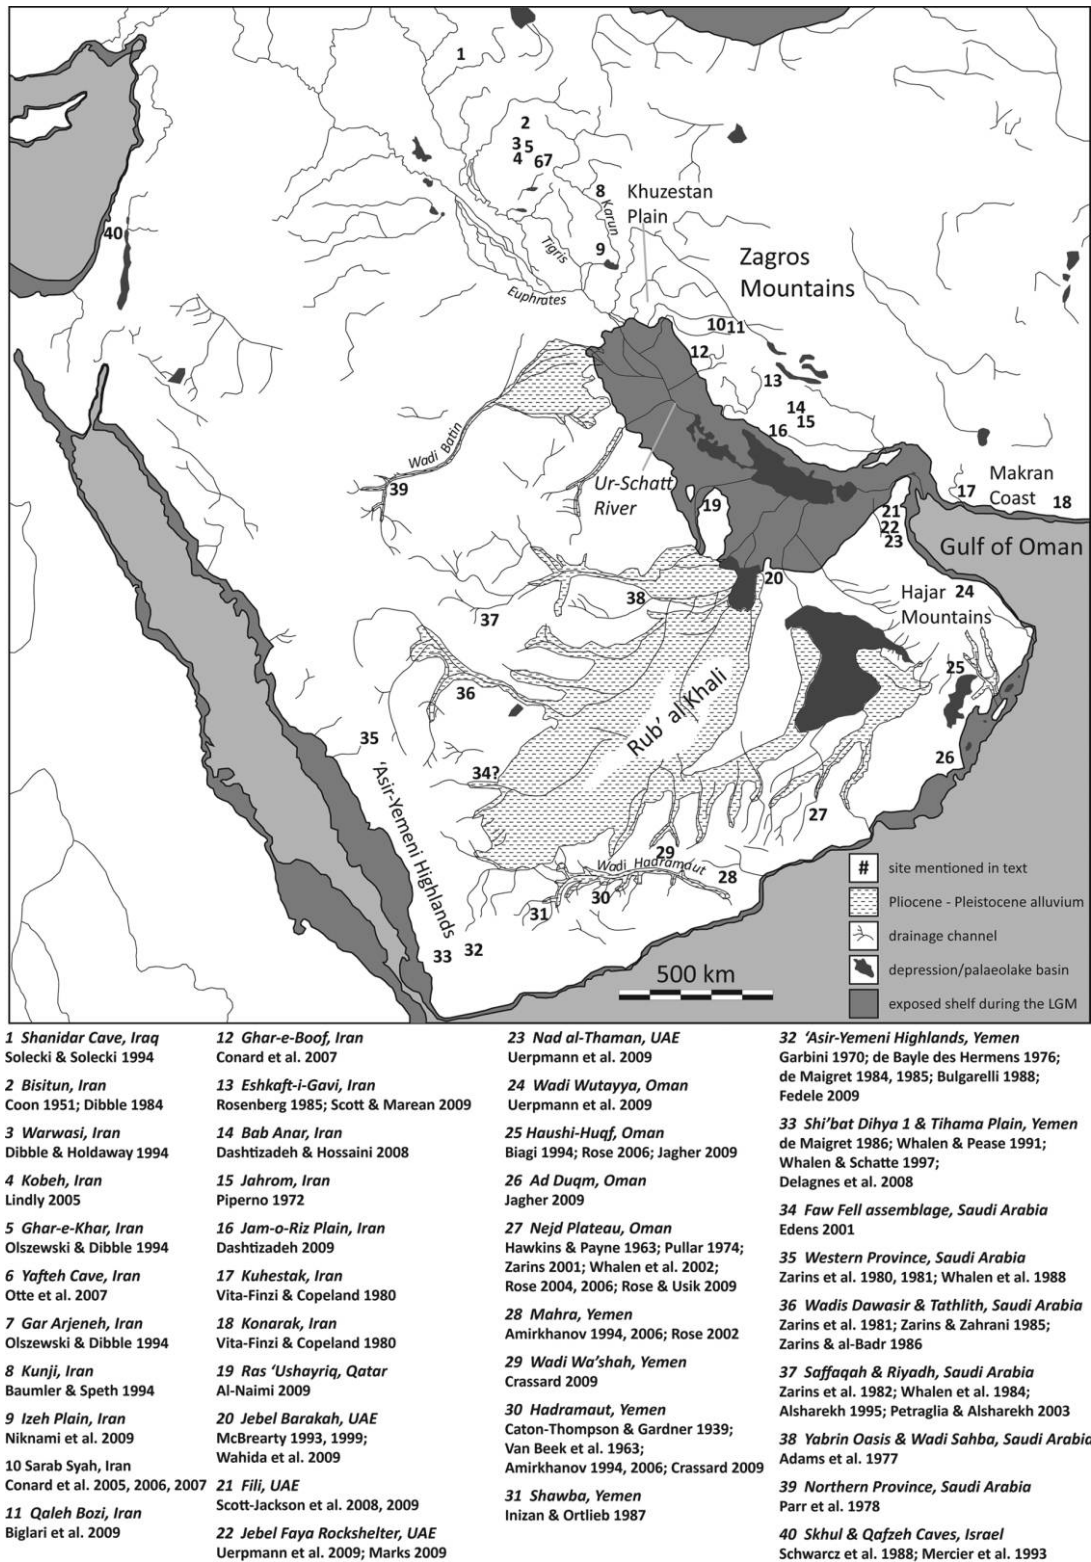 1
2
3
5
4
67
8
Karun
Khuzestan
Plain
40
9
Tigris
Zagros
Mountains
Euphrates
10
11
12
13
14
15
16
Wadi Batin
39
Ur-Schatt
River
19
17
Makran
Coast
18
21
22
23
Gulf of Oman
20
38
37
Hajar
Mountains
24
25
36
Rub' al Khali
35
'Asir-Yemeni Highlands
34?
26
27
29
Wadi Hadramaut
28
30
31
32
33
500 km
# site mentioned in text
Pliocene - Pleistocene alluvium
drainage channel
depression/palaeolake basin
exposed shelf during the LGM
1 Shanidar Cave, Iraq
Solecki & Solecki 1994
2 Bisitun, Iran
Coon 1951; Dibble 1984
3 Warwasi, Iran
Dibble & Holdaway 1994
4 Kobeh, Iran
Lindly 2005
5 Ghar-e-Khar, Iran
Olszewski & Dibble 1994
6 Yafteh Cave, Iran
Otte et al. 2007
7 Gar Arjeneh, Iran
Olszewski & Dibble 1994
8 Kunji, Iran
Baumler & Speth 1994
9 Izeh Plain, Iran
Niknami et al. 2009
10 Sarab Syah, Iran
Conard et al. 2005, 2006, 2007
11 Qaleh Bozi, Iran
Biglari et al. 2009
12 Ghar-e-Boof, Iran
Conard et al. 2007
13 Eshkaft-i-Gavi, Iran
Rosenberg 1985; Scott & Marean 2009
14 Bab Anar, Iran
Dashtizadeh & Hossaini 2008
15 Jahrom, Iran
Piperno 1972
16 Jam-o-Riz Plain, Iran
Dashtizadeh 2009
17 Kuhestak, Iran
Vita-Finzi & Copeland 1980
18 Konarak, Iran
Vita-Finzi & Copeland 1980
19 Ras 'Ushayriq, Qatar
Al-Naimi 2009
20 Jebel Barakah, UAE
McBrearty 1993, 1999;
Wahida et al. 2009
21 Fili, UAE
Scott-Jackson et al. 2008, 2009
22 Jebel Faya Rockshelter, UAE
Uerpmann et al. 2009; Marks 2009
23 Nad al-Thaman, UAE
Uerpmann et al. 2009
24 Wadi Wutayya, Oman
Uerpmann et al. 2009
25 Haushi-Huqf, Oman
Biagi 1994; Rose 2006; Jagher 2009
26 Ad Duqm, Oman
Jagher 2009
27 Nejd Plateau, Oman
Hawkins & Payne 1963; Pullar 1974;
Zarins 2001; Whalen et al. 2002;
Rose 2004, 2006; Rose & Usik 2009
28 Mahra, Yemen
Amirkhanov 1994, 2006; Rose 2002
29 Wadi Wa'shah, Yemen
Crassard 2009
30 Hadramaut, Yemen
Caton-Thompson & Gardner 1939;
Van Beek et al. 1963;
Amirkhanov 1994, 2006; Crassard 2009
31 Shawba, Yemen
Inizan & Ortlieb 1987
32 'Asir-Yemeni Highlands, Yemen
Garbini 1970; de Bayle des Hermens 1976;
de Maigret 1984, 1985; Bulgarelli 1988;
Fedele 2009
33 Shi'bat Dihya 1 & Tihama Plain, Yemen
de Maigret 1986; Whalen & Pease 1991;
Whalen & Schatte 1997;
Delagnes et al. 2008
34 Faw Fell assemblage, Saudi Arabia
Edens 2001
35 Western Province, Saudi Arabia
Zarins et al. 1980, 1981; Whalen et al. 1988
36 Wadis Dawasir & Tathlith, Saudi Arabia
Zarins et al. 1981; Zarins & Zahrani 1985;
Zarins & al-Badr 1986
37 Saffaqah & Riyadh, Saudi Arabia
Zarins et al. 1982; Whalen et al. 1984;
Alsharekh 1995; Petraglia & Alsharekh 2003
38 Yabrin Oasis & Wadi Sahba, Saudi Arabia
Adams et al. 1977
39 Northern Province, Saudi Arabia
Parr et al. 1978
40 Skhul & Qafzeh Caves, Israel
Schwarcz et al. 1988; Mercier et al. 1993